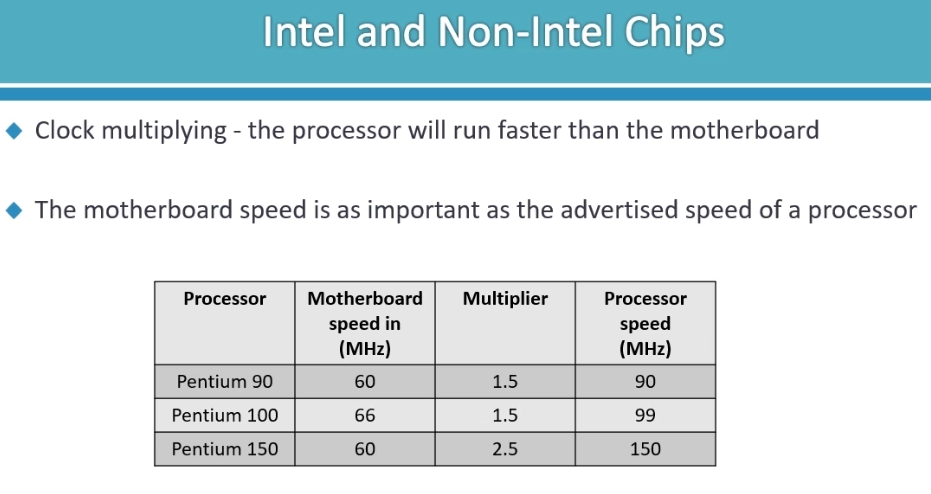 Intel and Non-Intel Chips
Clock multiplying - the processor will run faster than the motherboard
The motherboard speed is as important as the advertised speed of a processor
Processor Motherboard speed in (MHz) Multiplier Processor speed (MHz)
Pentium 90 60 1.5 90
Pentium 100 66 1.5 99
Pentium 150 60 2.5 150